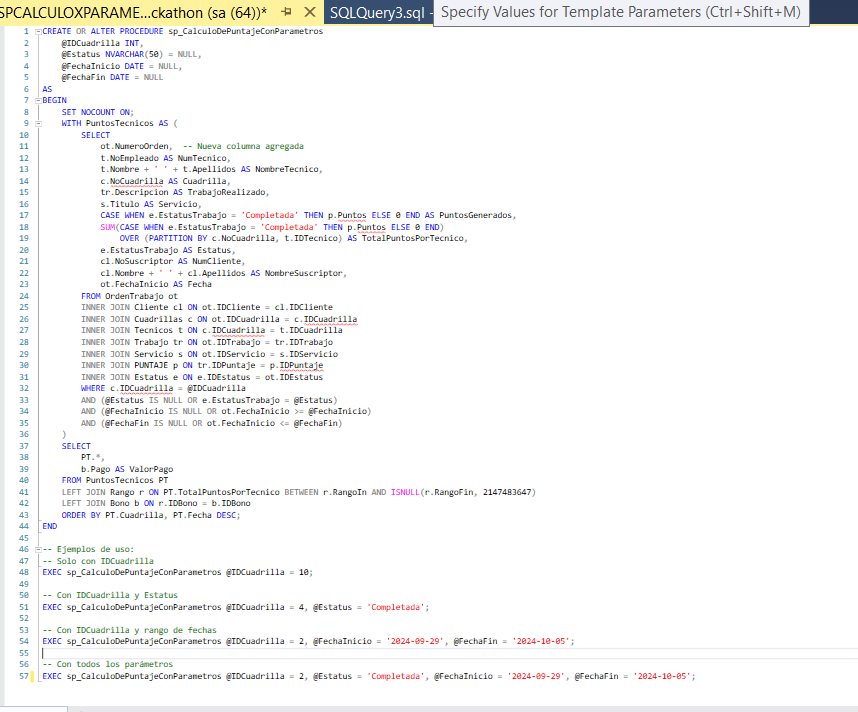 SPCALCULOXPARAME...ckathon (sa (64))* SQLQuery3.sql - Specify Values for Template Parameters (Ctrl+Shift+M)
1 CREATE OR ALTER PROCEDURE sp_CalculoDePuntajeConParametros
2 @IDCuadrilla INT,
3 @Estatus NVARCHAR(50) = NULL,
4 @FechaInicio DATE = NULL,
5 @FechaFin DATE = NULL
6 AS
7 BEGIN
8 SET NOCOUNT ON;
9 WITH PuntosTecnicos AS (
10 SELECT
11 ot.NumeroOrden, -- Nueva columna agregada
12 t.NoEmpleado AS NumTecnico,
13 t.Nombre + ' ' + t.Apellidos AS NombreTecnico,
14 c.NoCuadrilla AS Cuadrilla,
15 tr.Descripcion AS TrabajoRealizado,
16 s.Titulo AS Servicio,
17 CASE WHEN e.EstatusTrabajo = 'Completada' THEN p.Puntos ELSE 0 END AS PuntosGenerados,
18 SUM(CASE WHEN e.EstatusTrabajo = 'Completada' THEN p.Puntos ELSE 0 END)
19 OVER (PARTITION BY c.NoCuadrilla, t.IDTecnico) AS TotalPuntosPorTecnico,
20 e.EstatusTrabajo AS Estatus,
21 cl.NoSuscriptor AS NumCliente,
22 cl.Nombre + ' ' + cl.Apellidos AS NombreSuscriptor,
23 ot.FechaInicio AS Fecha
24 FROM OrdenTrabajo ot
25 INNER JOIN Cliente cl ON ot.IDCliente = cl.IDCliente
26 INNER JOIN Cuadrillas c ON ot.IDCuadrilla = c.IDCuadrilla
27 INNER JOIN Tecnicos t ON c.IDCuadrilla = t.IDCuadrilla
28 INNER JOIN Trabajo tr ON ot.IDTrabajo = tr.IDTrabajo
29 INNER JOIN Servicio s ON ot.IDServicio = s.IDServicio
30 INNER JOIN PUNTAJE p ON tr.IDPuntaje = p.IDPuntaje
31 INNER JOIN Estatus e ON e.IDEstatus = ot.IDEstatus
32 WHERE c.IDCuadrilla = @IDCuadrilla
33 AND (@Estatus IS NULL OR e.EstatusTrabajo = @Estatus)
34 AND (@FechaInicio IS NULL OR ot.FechaInicio >= @FechaInicio)
35 AND (@FechaFin IS NULL OR ot.FechaInicio <= @FechaFin)
36 )
37 SELECT
38 PT.*,
39 b.Pago AS ValorPago
40 FROM PuntosTecnicos PT
41 LEFT JOIN Rango r ON PT.TotalPuntosPorTecnico BETWEEN r.RangoIn AND ISNULL(r.RangoFin, 2147483647)
42 LEFT JOIN Bono b ON r.IDBono = b.IDBono
43 ORDER BY PT.Cuadrilla, PT.Fecha DESC;
44 END
45
46 -- Ejemplos de uso:
47 -- Solo con IDCuadrilla
48 EXEC sp_CalculoDePuntajeConParametros @IDCuadrilla = 10;
49
50 -- Con IDCuadrilla y Estatus
51 EXEC sp_CalculoDePuntajeConParametros @IDCuadrilla = 4, @Estatus = 'Completada';
52
53 -- Con IDCuadrilla y rango de fechas
54 EXEC sp_CalculoDePuntajeConParametros @IDCuadrilla = 2, @FechaInicio = '2024-09-29', @FechaFin = '2024-10-05';
55
56 -- Con todos los parámetros
57 EXEC sp_CalculoDePuntajeConParametros @IDCuadrilla = 2, @Estatus = 'Completada', @FechaInicio = '2024-09-29', @FechaFin = '2024-10-05';